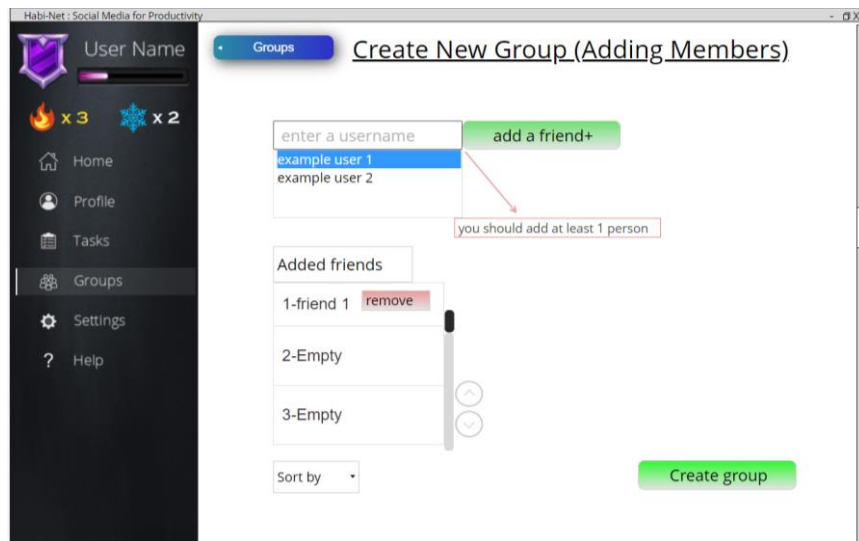 Habi-Net : Social Media for Productivity
User Name
x 3
x 2
Home
Profile
Tasks
Groups
Settings
? Help
Groups
Create New Group (Adding Members)
enter a username
add a friend+
example user 1
example user 2
you should add at least 1 person
Added friends
1-friend 1
remove
2-Empty
3-Empty
Sort by
Create group